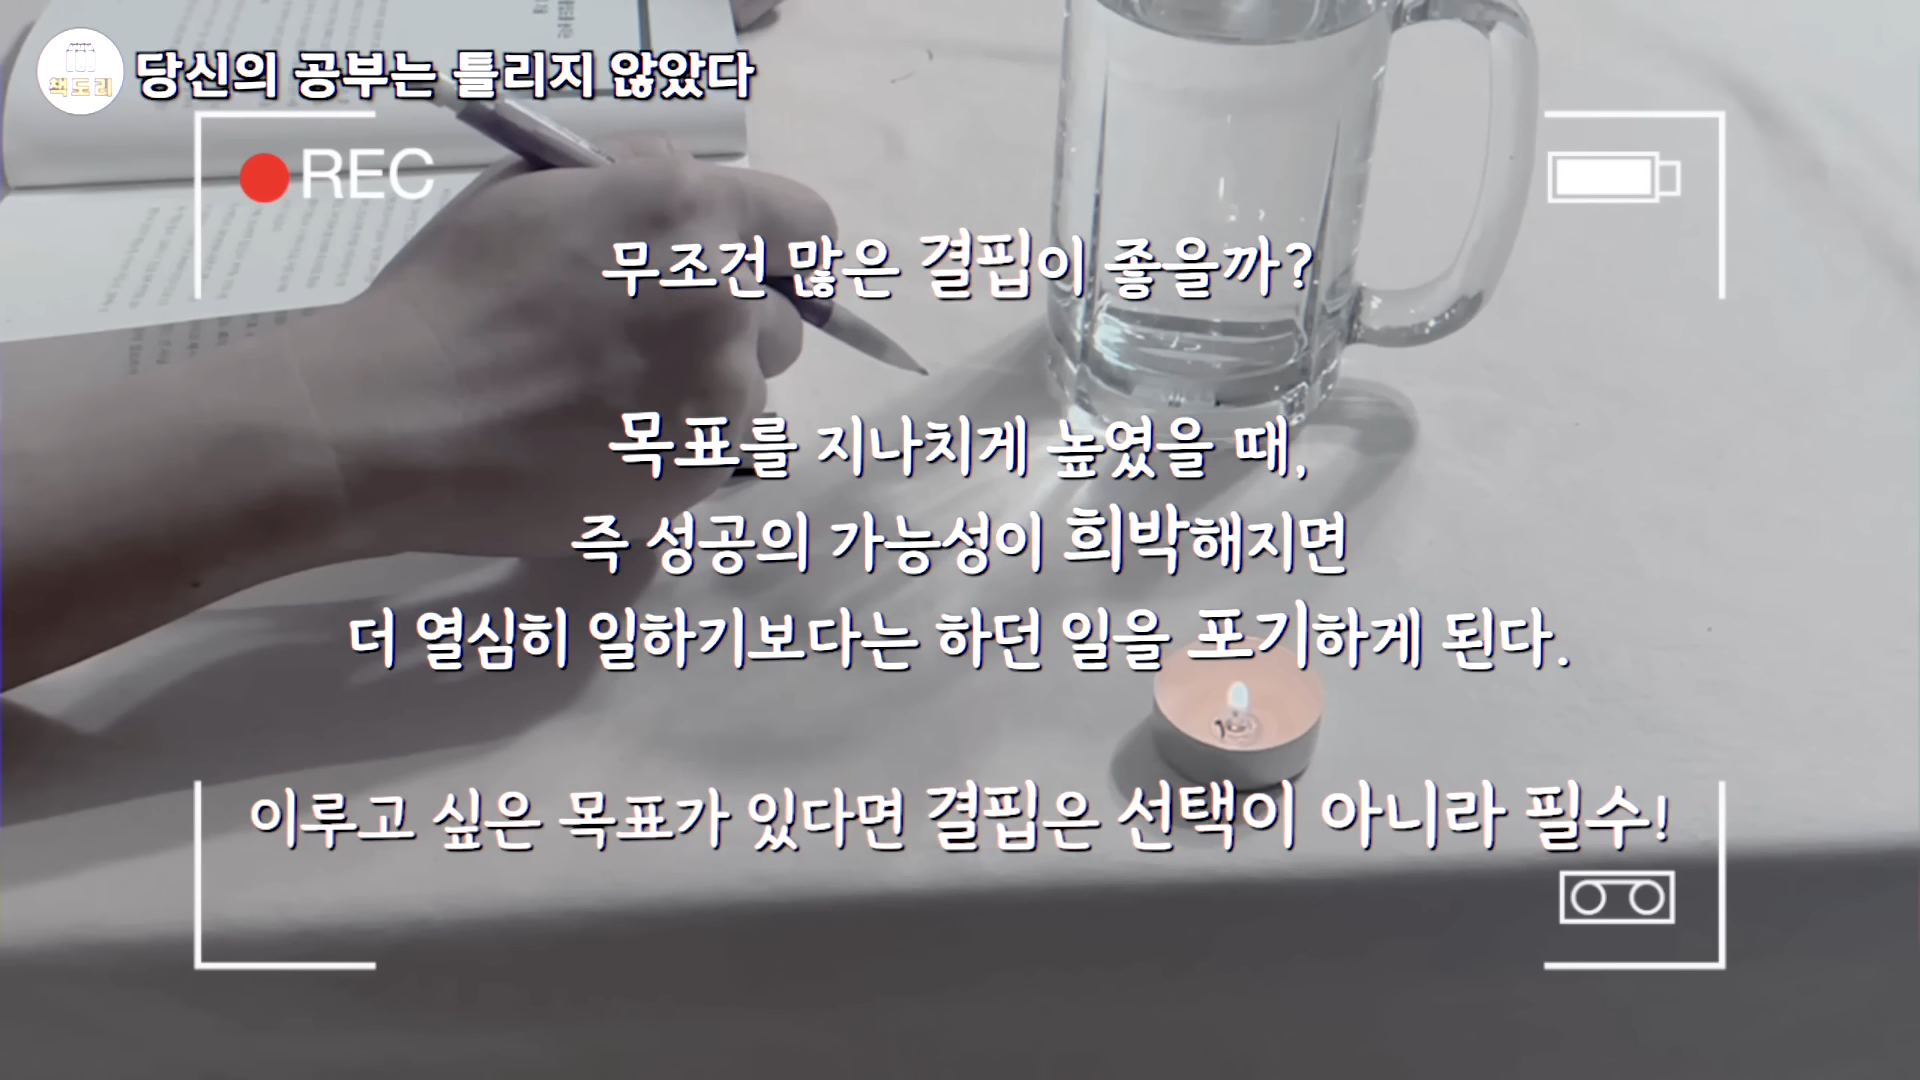 책도리
당신의 공부는 틀리지 않았다
REC
무조건 많은 결핍이 좋을까?
목표를 지나치게 높였을 때,
즉 성공의 가능성이 희박해지면
더 열심히 일하기보다는 하던 일을 포기하게 된다.
이루고 싶은 목표가 있다면 결핍은 선택이 아니라 필수!